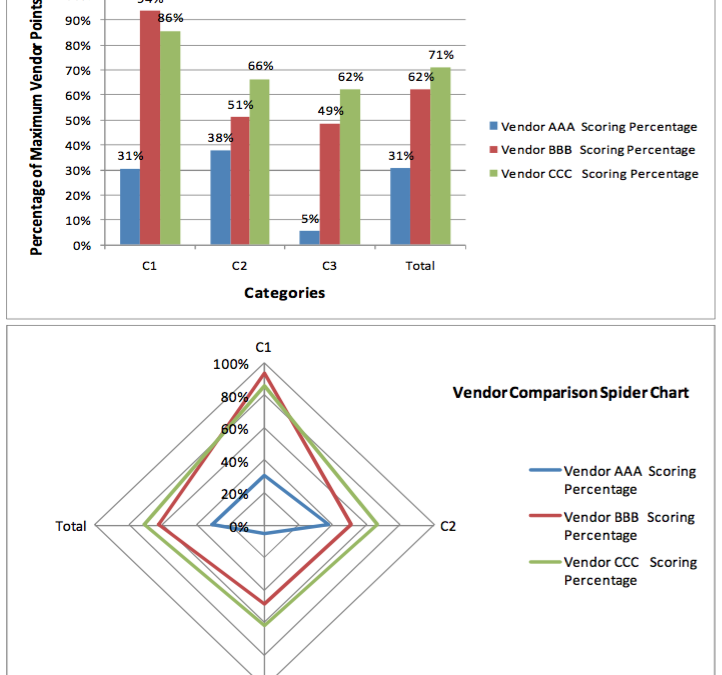 94%
90%
86%
80%
71%
70%
66%
62%
62%
60%
51%
50%
49%
40%
38%
31%
31%
30%
20%
10%
5%
0%
Percentage of Maximum Vendor Points
C1
C2
C3
Total
Categories
Vendor AAA Scoring Percentage
Vendor BBB Scoring Percentage
Vendor CCC Scoring Percentage
C1
100%
80%
60%
40%
20%
0%
Total
C2
Vendor Comparison Spider Chart
Vendor AAA Scoring
Percentage
Vendor BBB Scoring
Percentage
Vendor CCC Scoring
Percentage